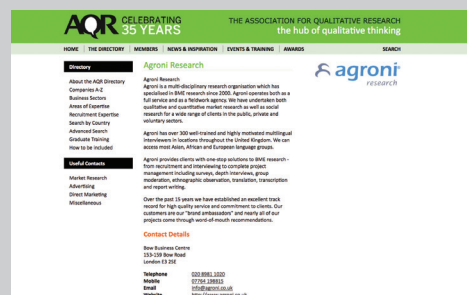 AQR CELEBRATING
35 YEARS
THE ASSOCIATION FOR QUALITATIVE RESEARCH
the hub of qualitative thinking
HOME THE DIRECTORY MEMBERS NEWS & INSPIRATION EVENTS & TRAINING AWARDS SEARCH
Directory
About the AQR Directory
Companies A-Z
Business Sectors
Areas of Expertise
Recruitment Expertise
Search by Country
Advanced Search
Graduate Training
How to be included
Useful Contacts
Market Research
Advertising
Direct Marketing
Miscellaneous
Agroni Research
Agroni Research
Agroni is a multi-disciplinary research organisation which has
specialised in BME research since 2000. Agroni operates both as a
full service and as a fieldwork agency. We have undertaken both
qualitative and quantitative market research as well as social
research for a wide range of clients in the public, private and
voluntary sectors.
Agroni has over 300 well-trained and highly motivated multilingual
interviewers in locations throughout the United Kingdom. We can
access most Asian, African and European language groups.
Agroni provides clients with one-stop solutions to BME research -
from recruitment and interviewing to complete project
management including surveys, depth interviews, group
moderation, ethnographic observation, translation, transcription
and report writing.
Over the past 15 years we have established an excellent track
record for high quality service and commitment to clients. Our
customers are our "brand ambassadors" and nearly all of our
projects come through word-of-mouth recommendations.
Contact Details
Bow Business Centre
153-159 Bow Road
London E3 2SE
Telephone 020 8981 1020
Mobile 07764 198815
Email info@agroni.co.uk
Website http://www.agroni.co.uk
agroni
research